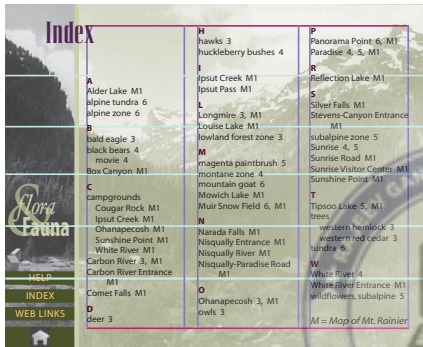 Index
A
Alder Lake M1
alpine tundra 6
alpine zone 6
B
bald eagle 3
black bears 4
movie 4
Box Canyon M1
C
campgrounds
Cougar Rock M1
Ipsut Creek M1
Ohanapecosh M1
Sunshine Point M1
White River M1
Carbon River 3, M1
Carbon River Entrance
M1
Comet Falls M1
D
deer 3
H
hawks 3
huckleberry bushes 4
I
Ipsut Creek M1
Ipsut Pass M1
L
Longmire 3, M1
Louise Lake M1
lowland forest zone 3
M
magenta paintbrush 5
montane zone 4
mountain goat 6
Mowich Lake M1
Muir Snow Field 6, M1
N
Narada Falls M1
Nisqually Entrance M1
Nisqually River M1
Nisqually-Paradise Road
M1
O
Ohanapecosh 3, M1
owls 3
P
Panorama Point 6, M1
Paradise 4, 5, M1
R
Reflection Lake M1
S
Silver Falls M1
Stevens-Canyon Entrance
M1
subalpine zone 5
Sunrise 4, 5
Sunrise Road M1
Sunrise Visitor Center M1
Sunshine Point M1
T
Tipsoo Lake 5, M1
trees
western hemlock 3
western red cedar 3
tundra 6
W
White River 4
White River Entrance M1
wildflowers, subalpine 5
M = Map of Mt. Rainier
flora
&
Fauna
HELP
INDEX
WEB LINKS